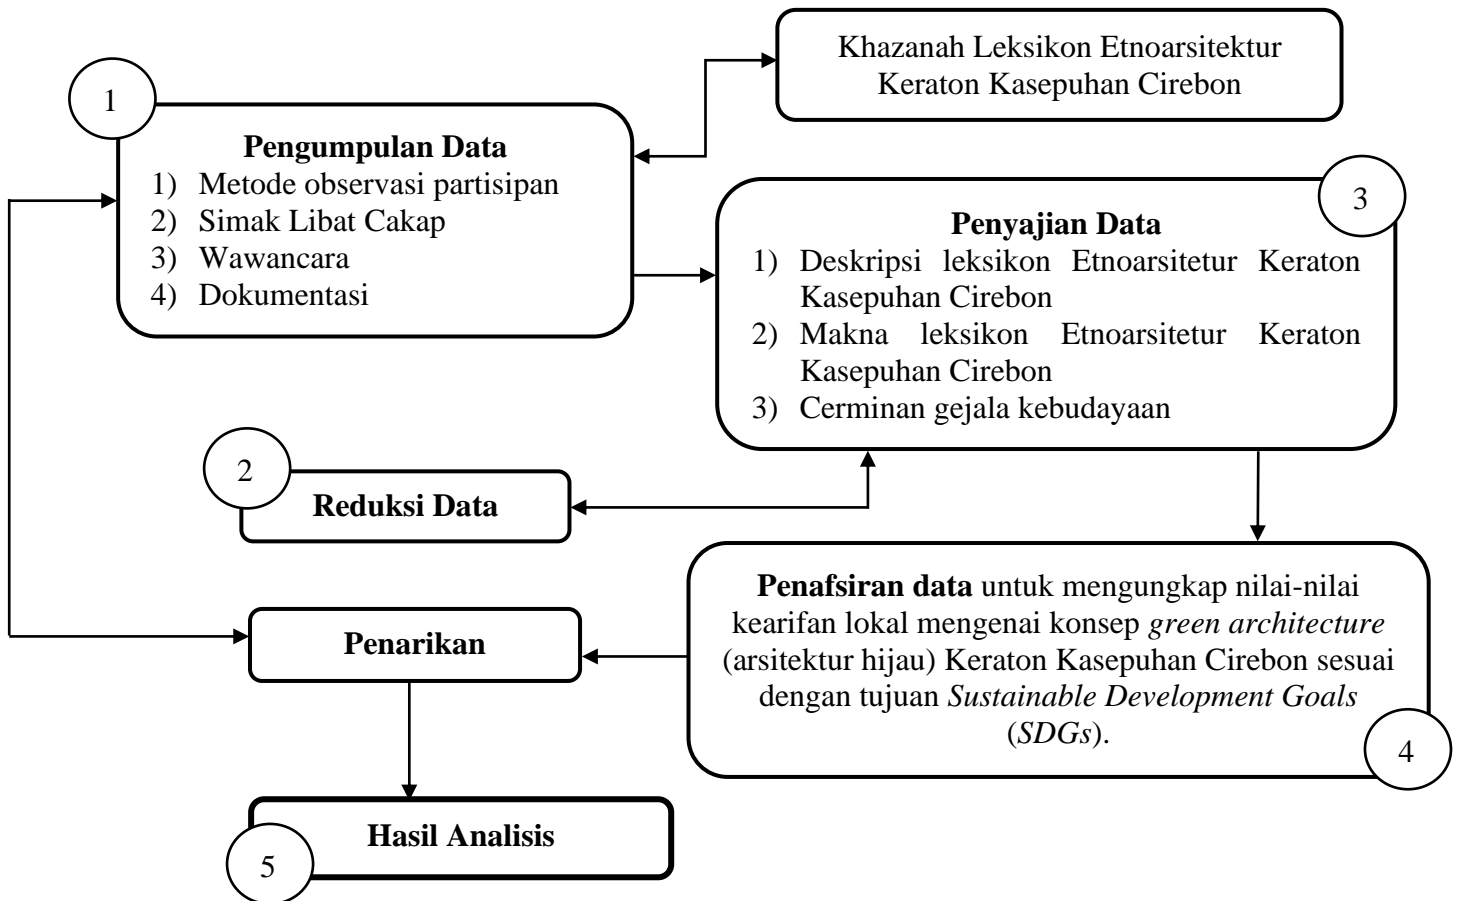 Khazanah Leksikon Etnoarsitektur
Keraton Kasepuhan Cirebon
1
Pengumpulan Data
1) Metode observasi partisipan
2) Simak Libat Cakap
3) Wawancara
4) Dokumentasi
3
Penyajian Data
1) Deskripsi leksikon Etnoarsitetur Keraton
Kasepuhan Cirebon
2) Makna leksikon Etnoarsitetur Keraton
Kasepuhan Cirebon
3) Cerminan gejala kebudayaan
2
Reduksi Data
Penafsiran data untuk mengungkap nilai-nilai
kearifan lokal mengenai konsep green architecture
(arsitektur hijau) Keraton Kasepuhan Cirebon sesuai
dengan tujuan Sustainable Development Goals
(SDGs).
4
Penarikan
Hasil Analisis
5